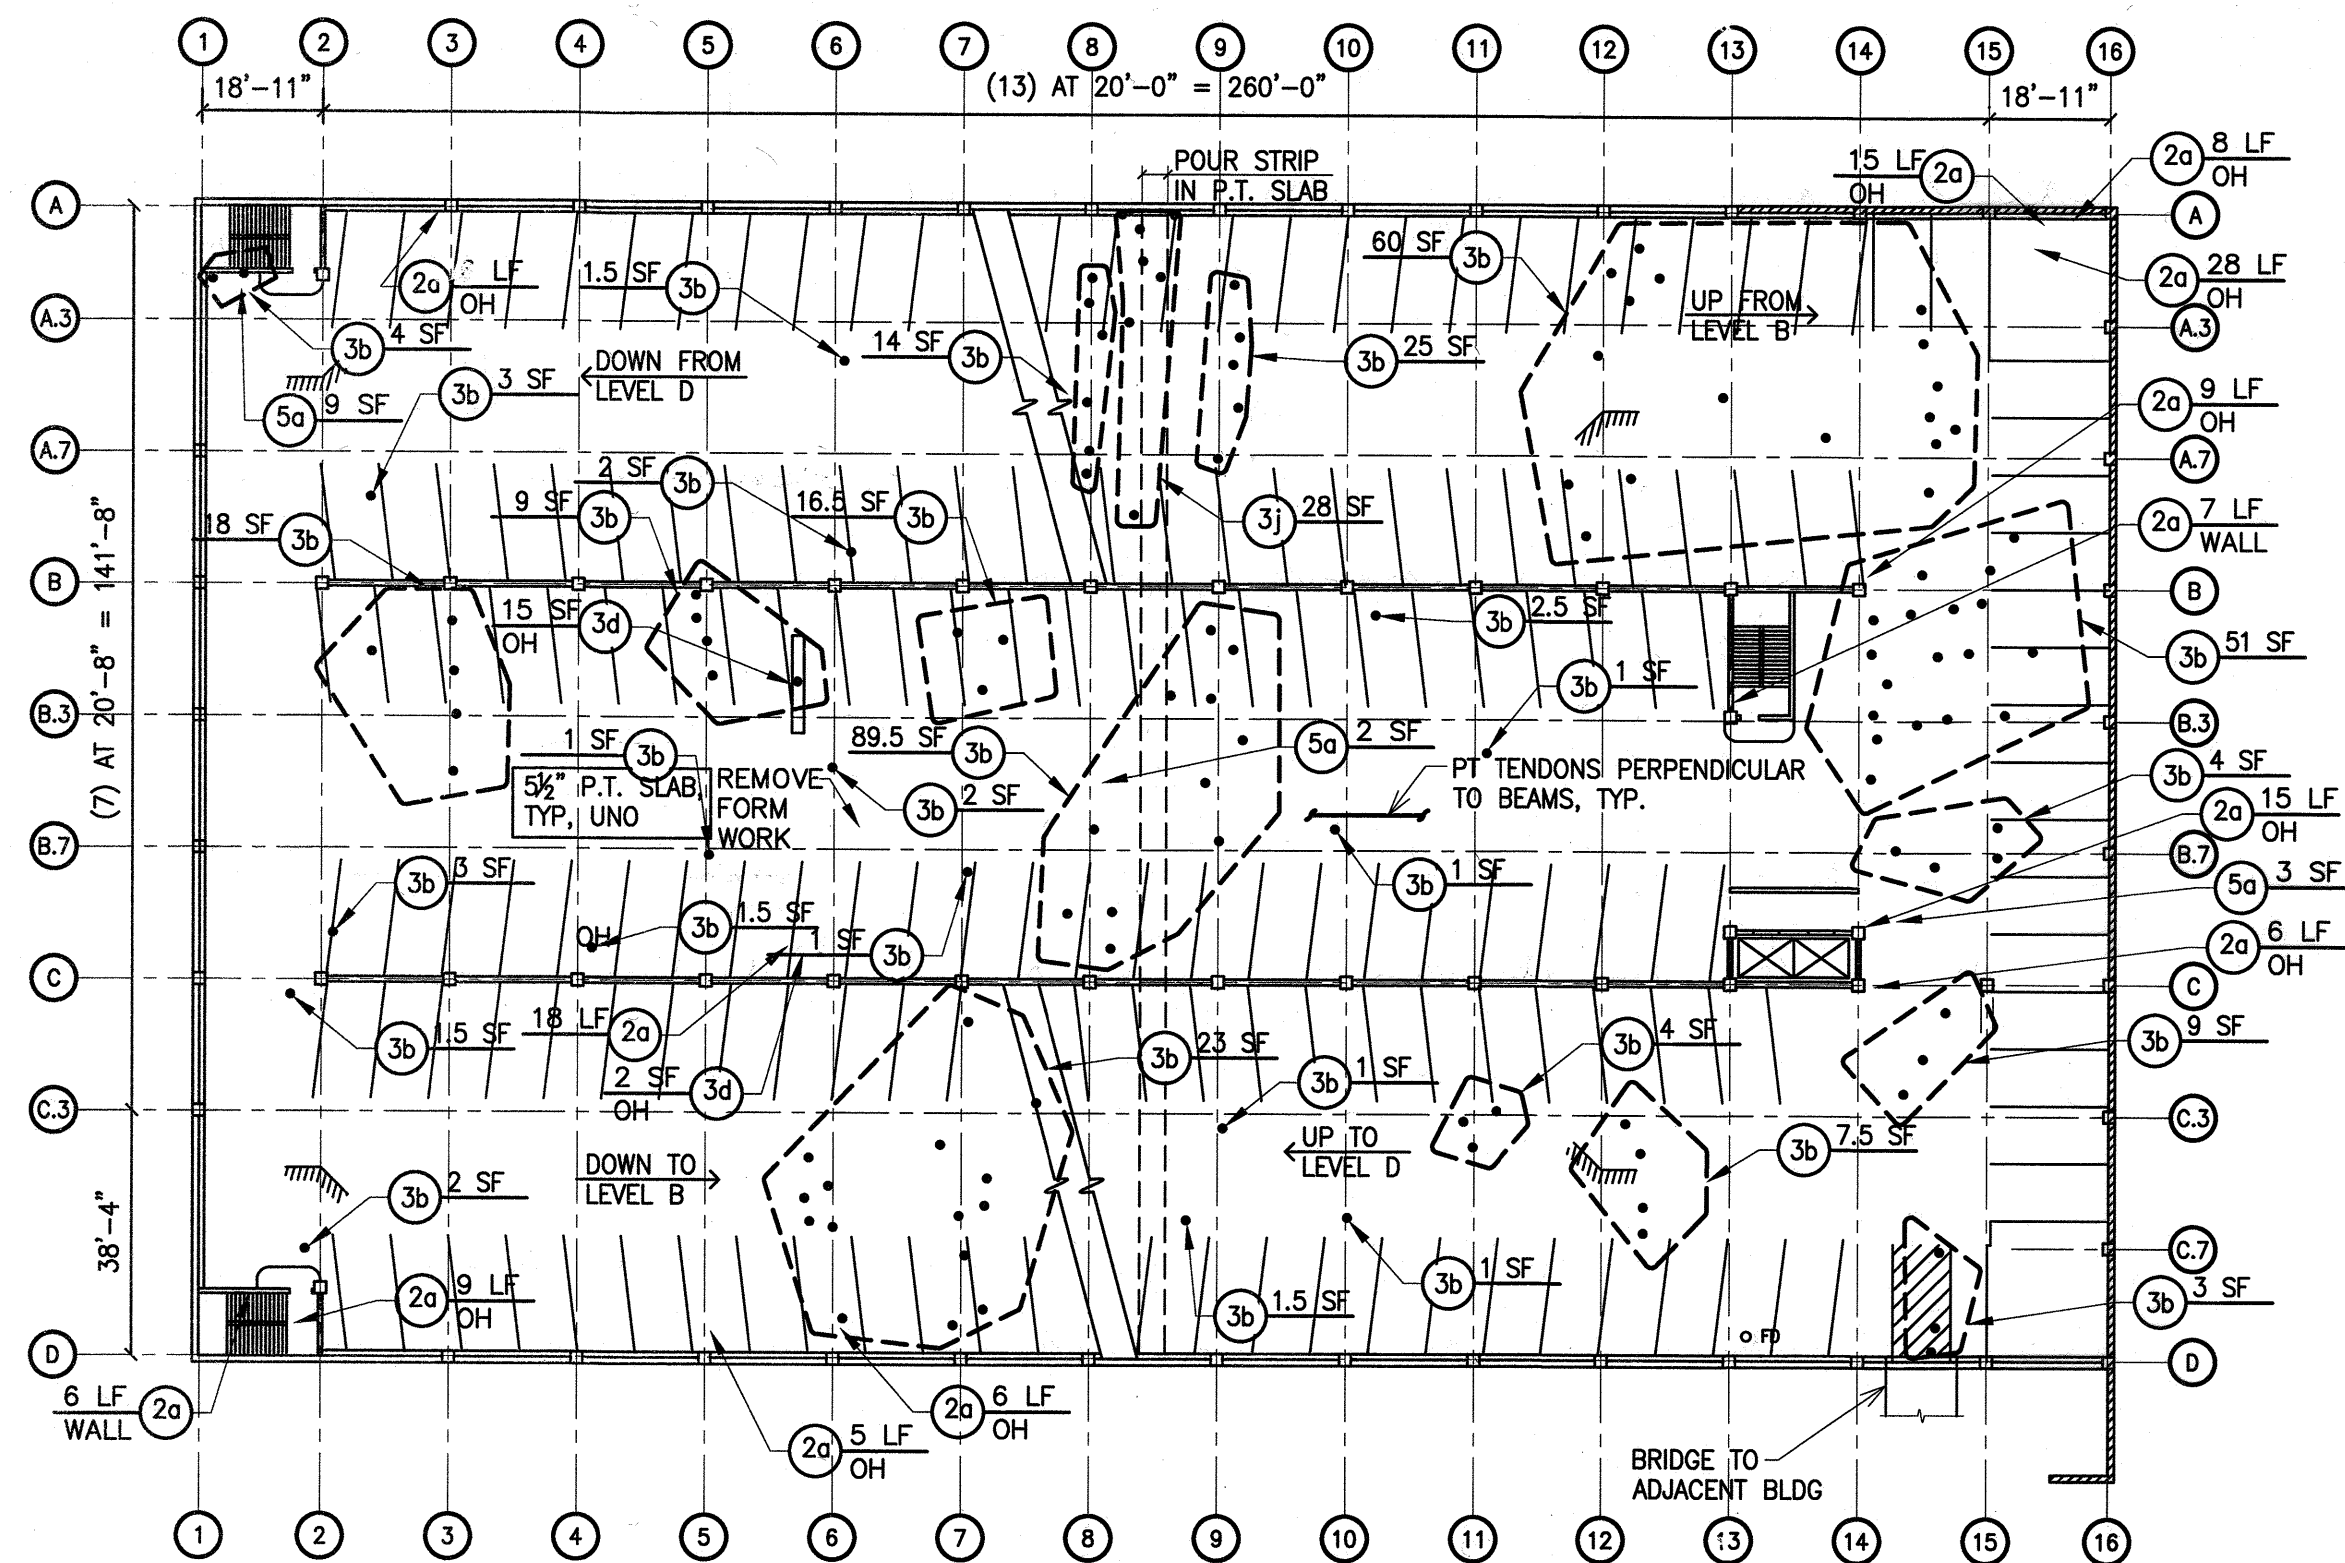 1 2 3 4 5 6 7 8 9 10 11 12 13 14 15 16
18'-11"
(13) AT 20'-0" = 260'-0"
18'-11"
POUR STRIP
IN P.T. SLAB
15 LF 2a
OH
2a 8 LF
OH
A
A
2a 28 LF
OH
60 SF 3b
2a LF
OH
1.5 SF 3b
UP FROM
LEVEL B
A.3
A.3
3b 4 SF
14 SF 3b
3b 25 SF
DOWN FROM
LEVEL D
3b 3 SF
5a 9 SF
2a 9 LF
OH
A.7
A.7
2 SF 3b
9 SF 3b
16.5 SF 3b
3j 28 SF
18 SF 3b
2a 7 LF
WALL
(7) AT 20'-8" = 141'-8"
B
B
15 SF 3d
OH
3b 2.5 SF
3b 51 SF
3b 1 SF
B.3
B.3
1 SF 3b
89.5 SF 3b
5a 2 SF
5½" P.T. SLAB,
TYP, UNO
REMOVE
FORM
WORK
3b 2 SF
PT TENDONS PERPENDICULAR
TO BEAMS, TYP.
3b 4 SF
2a 15 LF
OH
B.7
B.7
3b 3 SF
3b 1 SF
5a 3 SF
3b 1.5 SF
OH
1 SF 3b
2a 6 LF
OH
C
C
3b 1.5 SF
18 LF 2a
3b 23 SF
3b 4 SF
3b 9 SF
2 SF 3d
OH
3b 1 SF
C.3
C.3
UP TO
LEVEL D
3b 7.5 SF
DOWN TO
LEVEL B
3b 2 SF
38'-4"
C.7
2a 9 LF
OH
3b 1 SF
3b 1.5 SF
3b 3 SF
FD
D
D
6 LF 2a
WALL
2a 6 LF
OH
2a 5 LF
OH
BRIDGE TO
ADJACENT BLDG
1 2 3 4 5 6 7 8 9 10 11 12 13 14 15 16